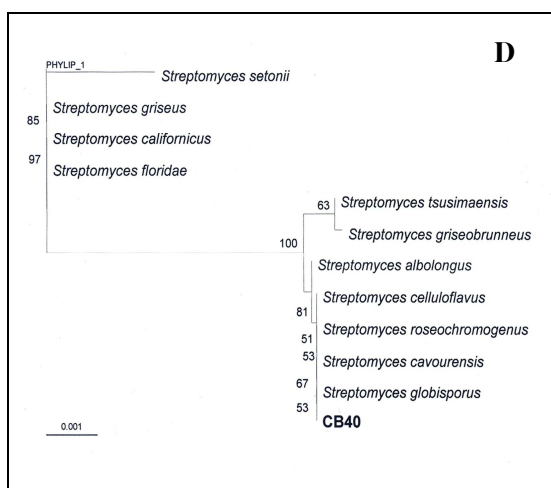 D
PHYLIP_1
Streptomyces setonii
Streptomyces griseus
85
Streptomyces californicus
97
Streptomyces floridae
63
Streptomyces tsusimaensis
Streptomyces griseobrunneus
100
Streptomyces albolongus
Streptomyces celluloflavus
81
Streptomyces roseochromogenus
51
53
Streptomyces cavourensis
67
Streptomyces globisporus
53
CB40
0.001